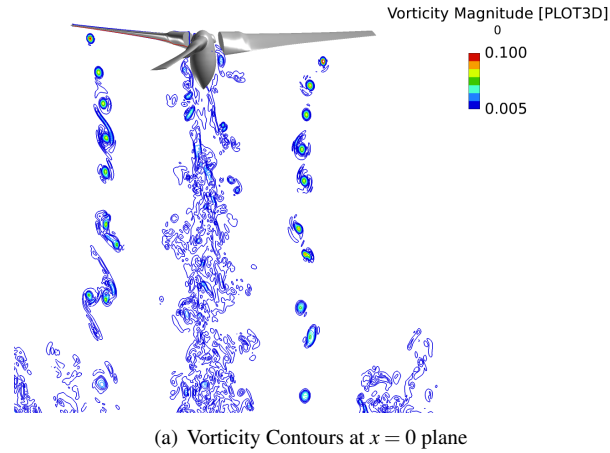 Vorticity Magnitude [PLOT3D]
0
0.100
0.005
(a) Vorticity Contours at x = 0 plane